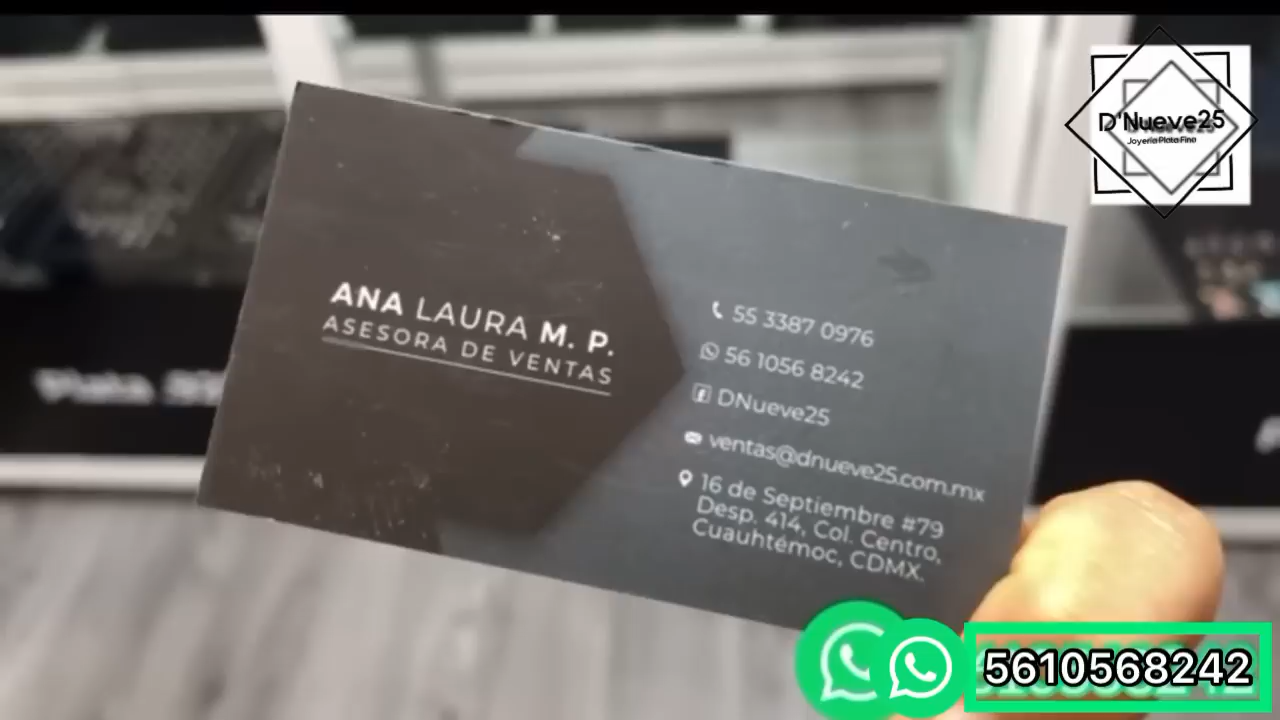 D'Nueve25
Joyería Plata Fina
ANA LAURA M. P.
ASESORA DE VENTAS
55 3387 0976
56 1056 8242
DNueve25
ventas@dnueve25.com.mx
16 de Septiembre #79
Desp. 414, Col. Centro,
Cuauhtémoc, CDMX.
Plata
5610568242